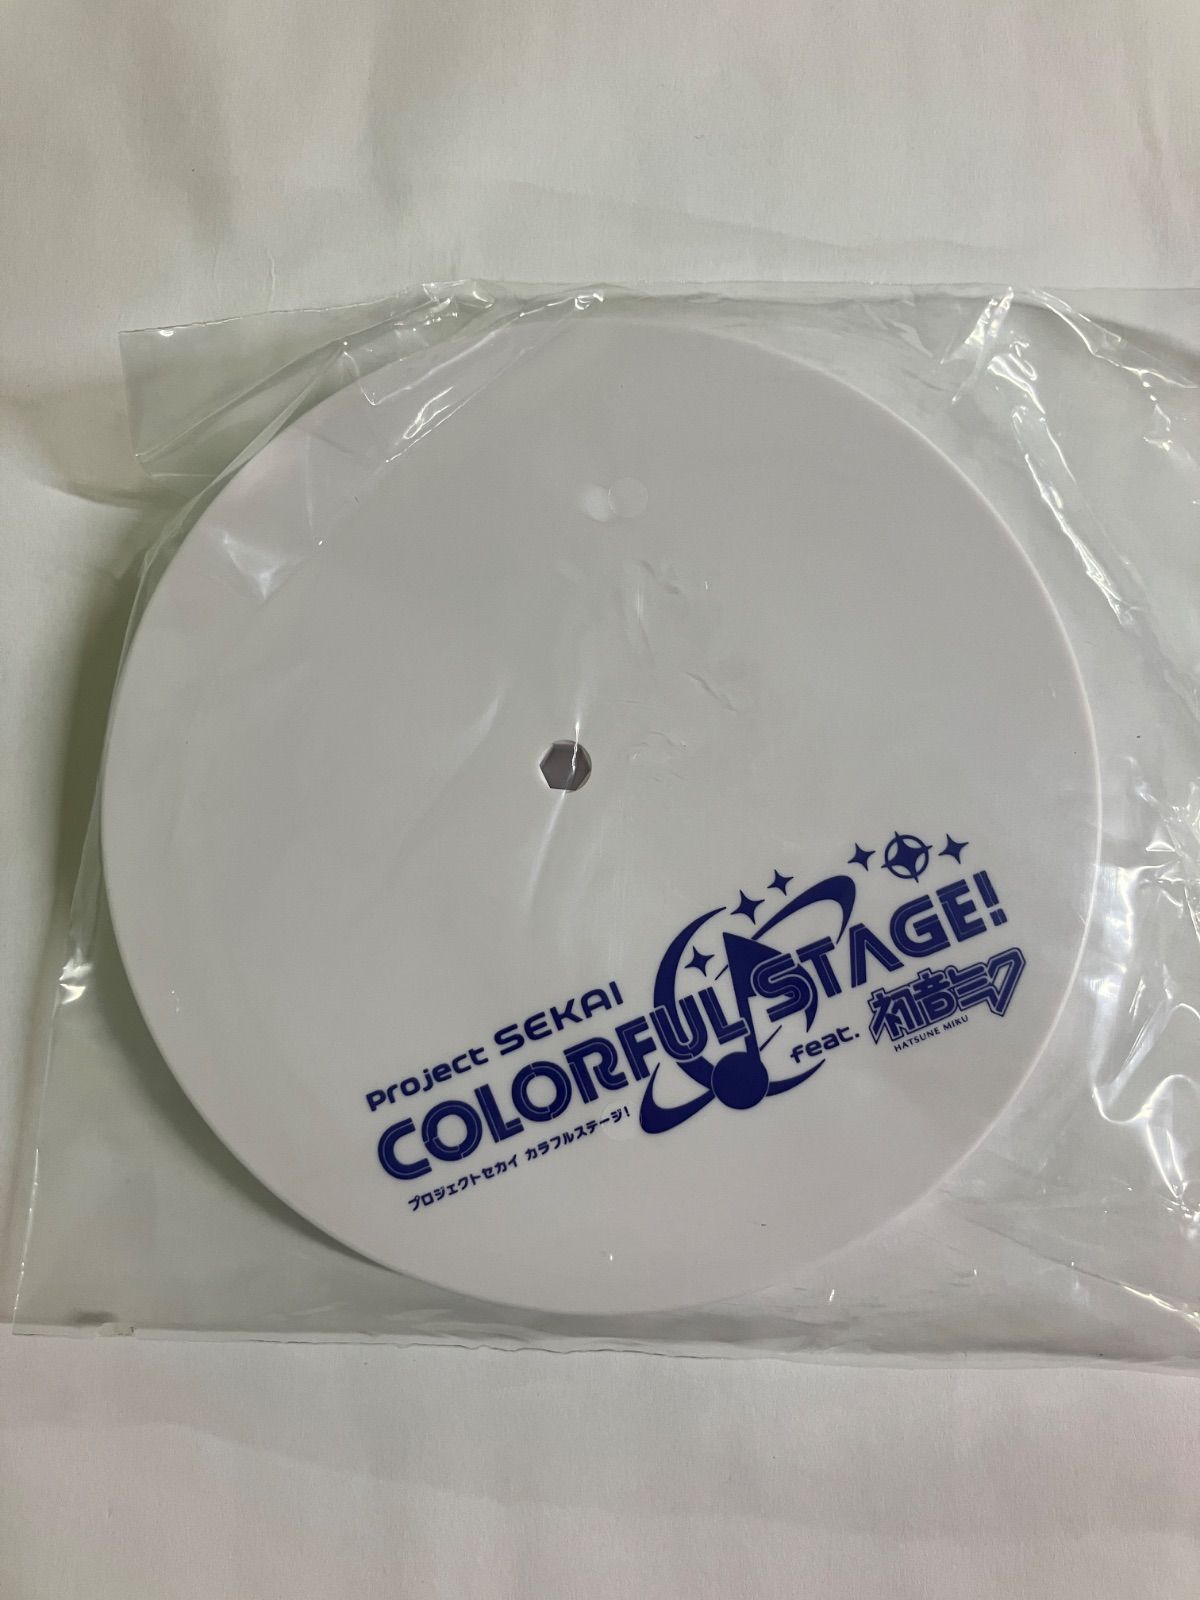 Project SEKAI
COLORFUL STAGE!
feat. 初音ミク
HATSUNE MIKU
プロジェクトセカイ カラフルステージ!